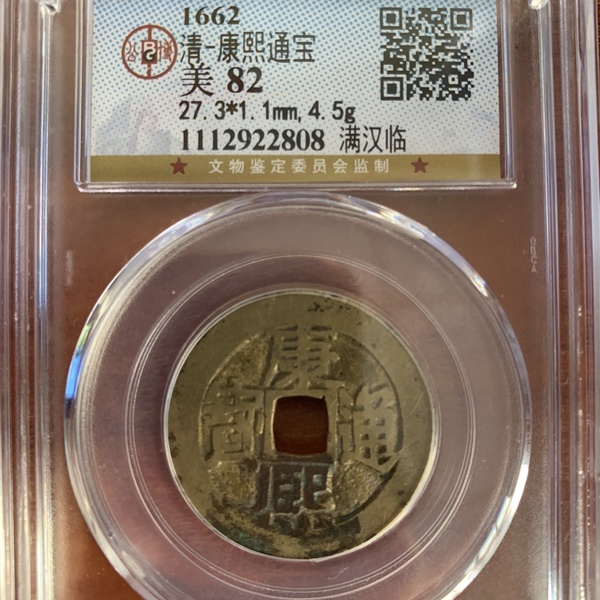 1662
清-康熙通宝
美 82
27.3*1.1mm,4.5g
1112922808 满汉临
★ 文物鉴定委员会监制 ★
康
熙
通
寶